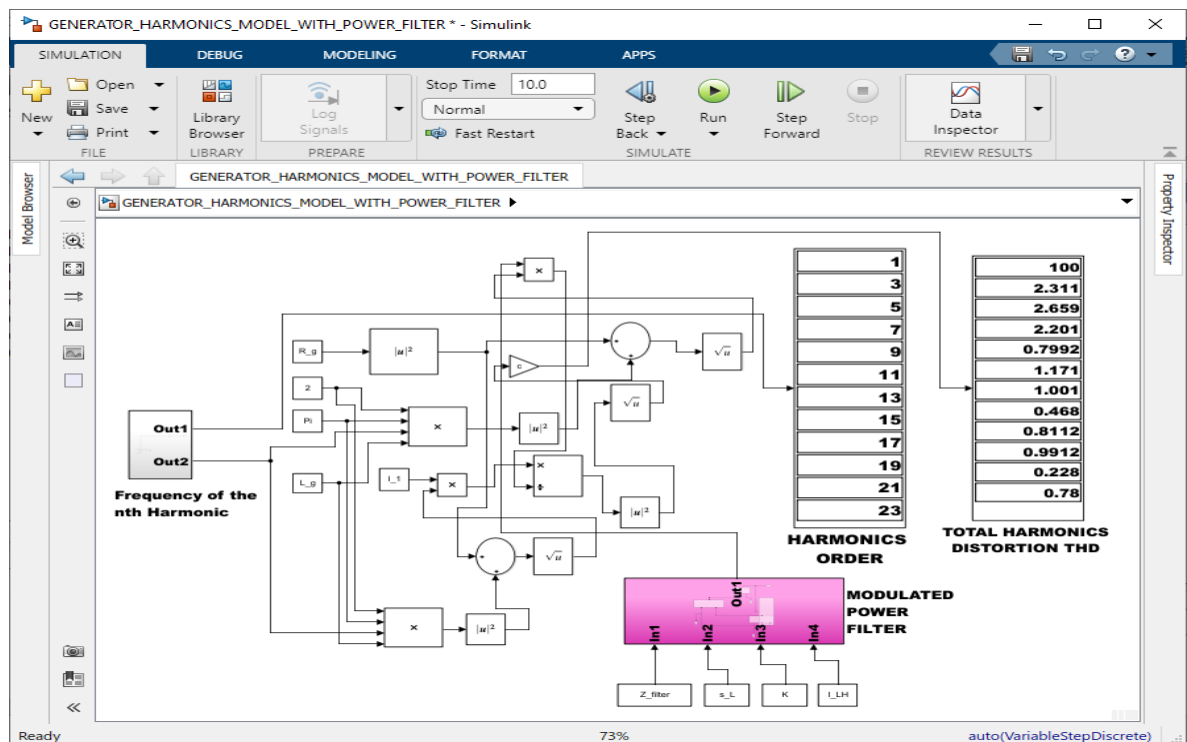 GENERATOR_HARMONICS_MODEL_WITH_POWER_FILTER * - Simulink
SIMULATION DEBUG MODELING FORMAT APPS
New
Open
Save
Print
FILE
Library
Browser
LIBRARY
Log
Signals
PREPARE
Stop Time 10.0
Normal
Fast Restart
Step
Back
Run
Step
Forward
Stop
SIMULATE
Data
Inspector
REVIEW RESULTS
Model Browser
Property Inspector
GENERATOR_HARMONICS_MODEL_WITH_POWER_FILTER
GENERATOR_HARMONICS_MODEL_WITH_POWER_FILTER
Out1
Out2
Frequency of the
nth Harmonic
R_g
2
Pi
L_g
I_1
|u|²
×
|u|²
×
×
÷
|u|²
×
|u|²
√u
√u
√u
×
c
1
3
5
7
9
11
13
15
17
19
21
23
HARMONICS
ORDER
100
2.311
2.659
2.201
0.7992
1.171
1.001
0.468
0.8112
0.9912
0.228
0.78
TOTAL HARMONICS
DISTORTION THD
Out1
In1
In2
In3
In4
MODULATED
POWER
FILTER
Z_filter
s_L
K
I_LH
Ready
73%
auto(VariableStepDiscrete)